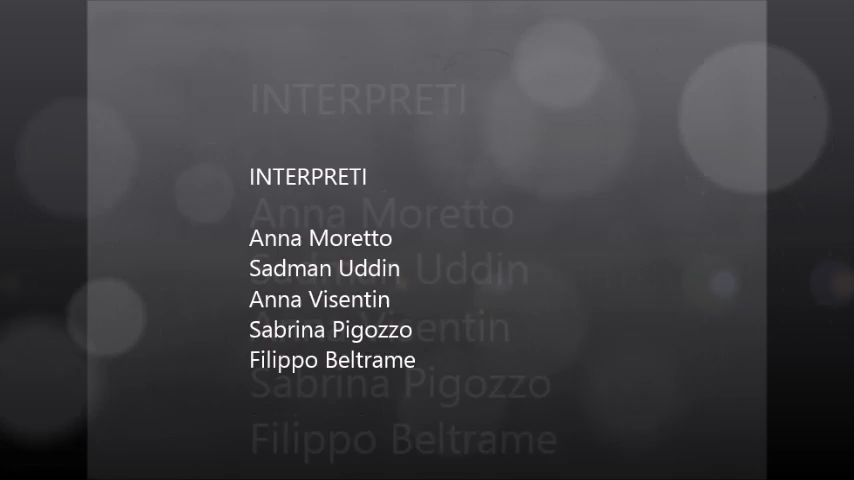 INTERPRETI
Anna Moretto
Sadman Uddin
Anna Visentin
Sabrina Pigozzo
Filippo Beltrame